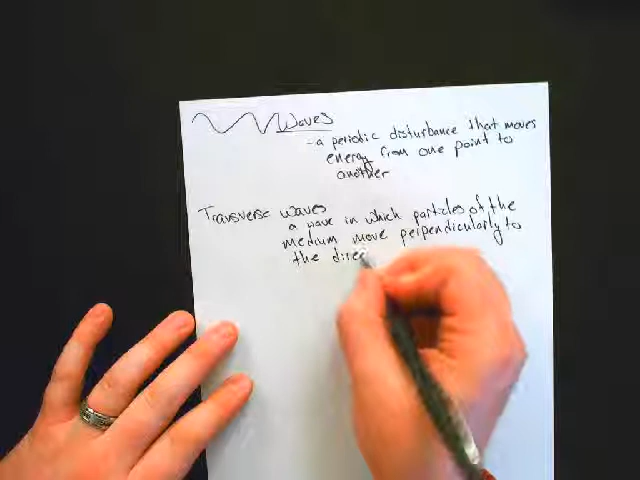 Waves
- a periodic disturbance that moves
energy from one point to
another
Transverse waves
a wave in which particles of the
medium move perpendicularly to
the direc